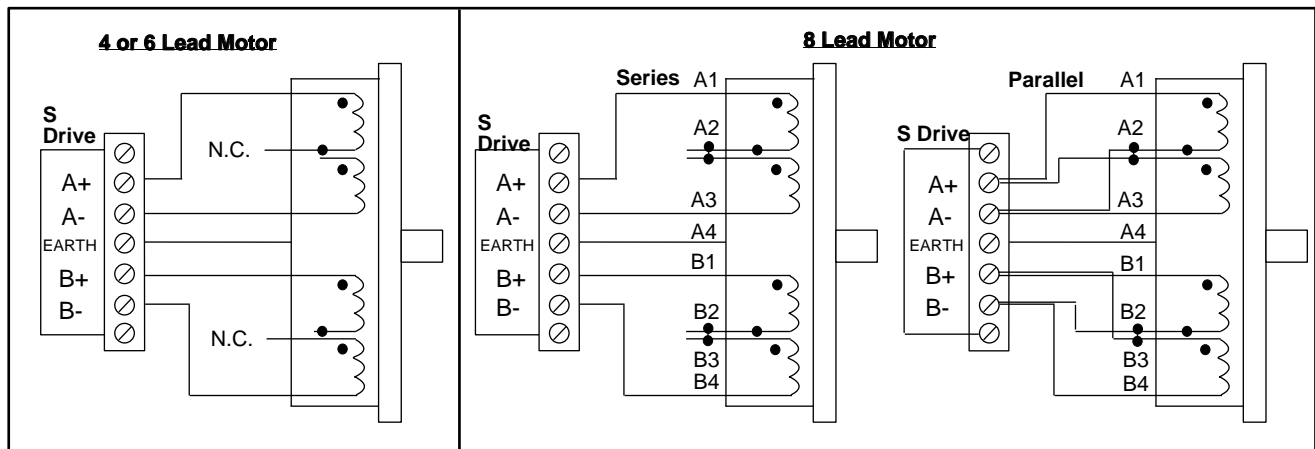 4 or 6 Lead Motor
S
Drive
N.C.
A+
A-
EARTH
B+
B-
N.C.
8 Lead Motor
Series
A1
S
Drive
A2
A+
A-
A3
EARTH
A4
B1
B+
B-
B2
B3
B4
Parallel
A1
S Drive
A2
A+
A-
A3
EARTH
A4
B1
B+
B-
B2
B3
B4